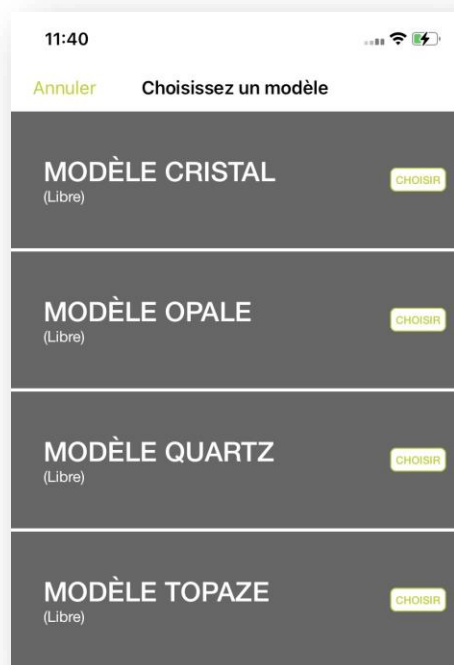 11:40
Annuler Choisissez un modèle
MODÈLE CRISTAL
(Libre)
CHOISIR
MODÈLE OPALE
(Libre)
CHOISIR
MODÈLE QUARTZ
(Libre)
CHOISIR
MODÈLE TOPAZE
(Libre)
CHOISIR